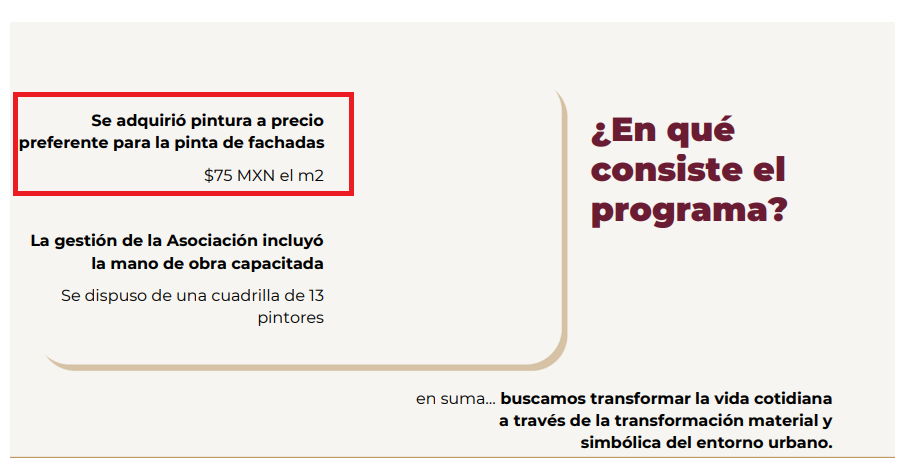 Se adquirió pintura a precio
preferente para la pinta de fachadas
$75 MXN el m2
La gestión de la Asociación incluyó
la mano de obra capacitada
Se dispuso de una cuadrilla de 13
pintores
¿En qué
consiste el
programa?
en suma... buscamos transformar la vida cotidiana
a través de la transformación material y
simbólica del entorno urbano.